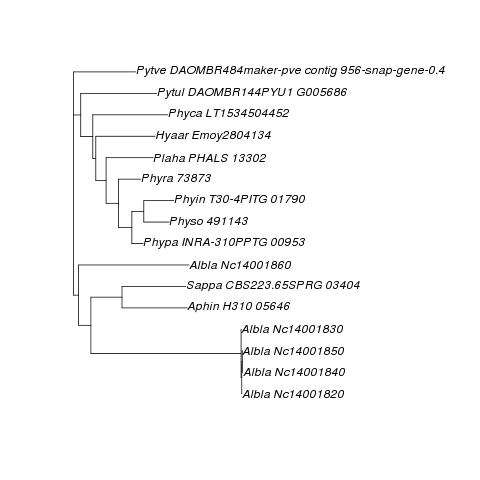 Pytve DAOMBR484maker-pve contig 956-snap-gene-0.4
Pytul DAOMBR144PYU1 G005686
Phyca LT1534504452
Hyaar Emoy2804134
Plaha PHALS 13302
Phyra 73873
Phyin T30-4PITG 01790
Physo 491143
Phypa INRA-310PPTG 00953
Albla Nc14001860
Sappa CBS223.65SPRG 03404
Aphin H310 05646
Albla Nc14001830
Albla Nc14001850
Albla Nc14001840
Albla Nc14001820